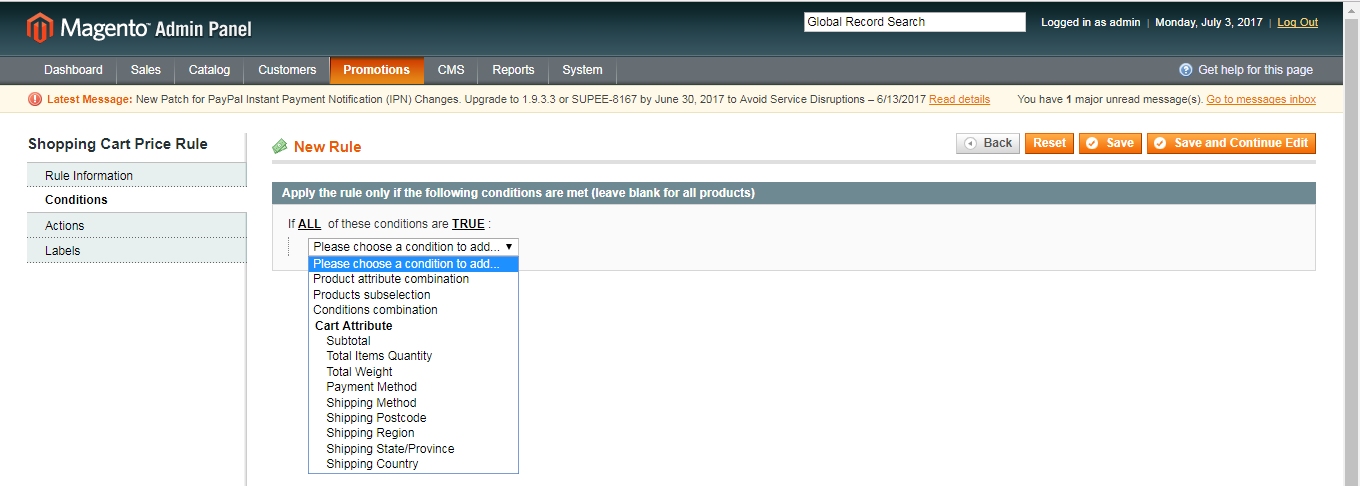 Magento™ Admin Panel
Global Record Search
Logged in as admin | Monday, July 3, 2017 | Log Out
Dashboard Sales Catalog Customers Promotions CMS Reports System Get help for this page
Latest Message: New Patch for PayPal Instant Payment Notification (IPN) Changes. Upgrade to 1.9.3.3 or SUPEE-8167 by June 30, 2017 to Avoid Service Disruptions – 6/13/2017 Read details You have 1 major unread message(s). Go to messages inbox
Shopping Cart Price Rule
Rule Information
Conditions
Actions
Labels
New Rule
Back Reset Save Save and Continue Edit
Apply the rule only if the following conditions are met (leave blank for all products)
If ALL of these conditions are TRUE :
Please choose a condition to add...
Please choose a condition to add...
Product attribute combination
Products subselection
Conditions combination
Cart Attribute
Subtotal
Total Items Quantity
Total Weight
Payment Method
Shipping Method
Shipping Postcode
Shipping Region
Shipping State/Province
Shipping Country